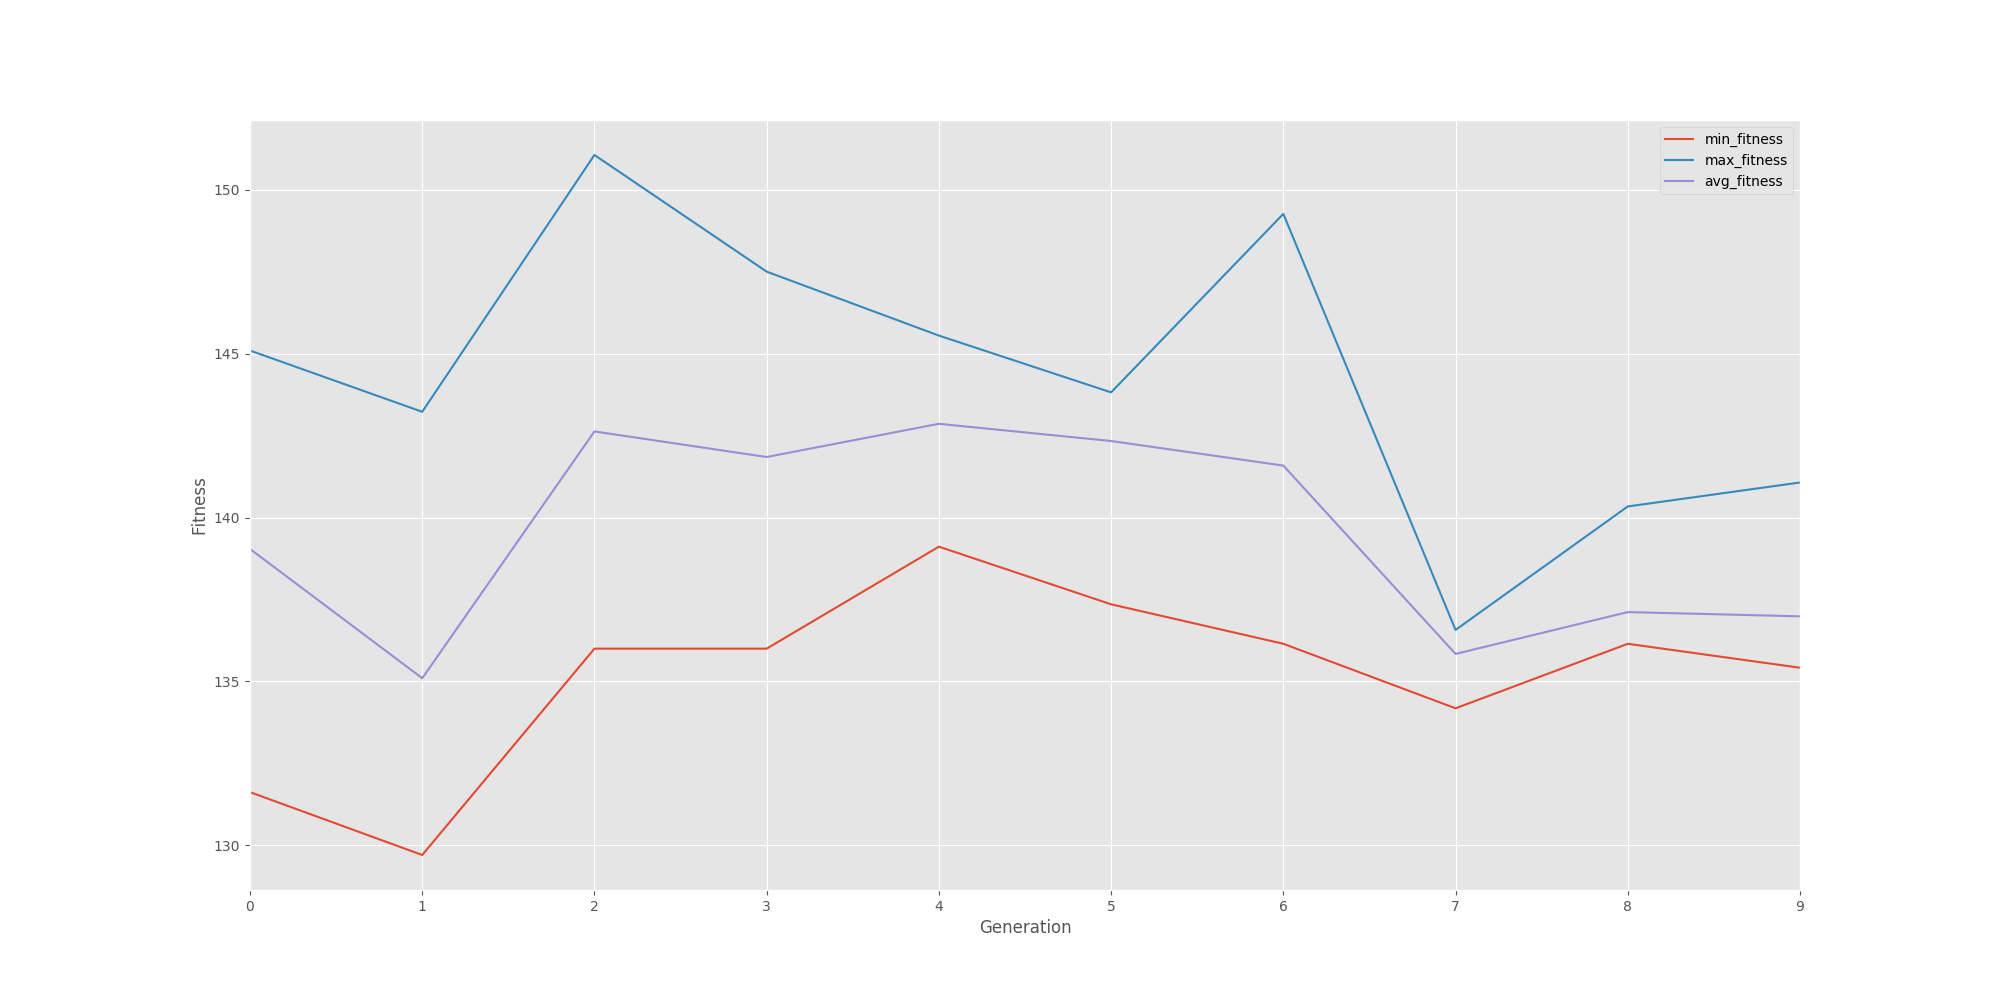 min_fitness
max_fitness
avg_fitness
150
145
140
135
130
Fitness
0 1 2 3 4 5 6 7 8 9
Generation